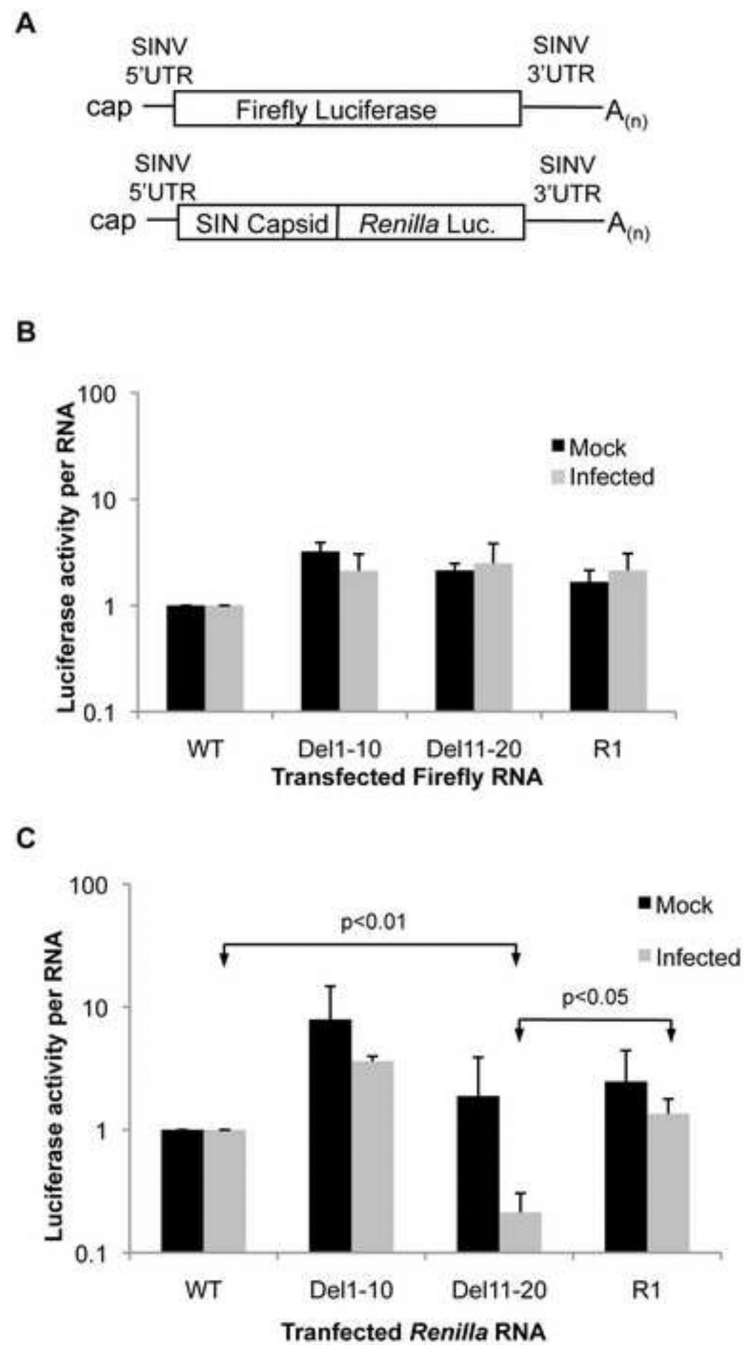 A
SINV
5'UTR
SINV
3'UTR
cap
Firefly Luciferase
A(n)
SINV
5'UTR
SINV
3'UTR
cap
SIN Capsid
Renilla Luc.
A(n)
B
Luciferase activity per RNA
100
10
1
0.1
Mock
Infected
WT
Del1-10
Del11-20
R1
Transfected Firefly RNA
C
Luciferase activity per RNA
100
10
1
0.1
p<0.01
p<0.05
Mock
Infected
WT
Del1-10
Del11-20
R1
Tranfected Renilla RNA